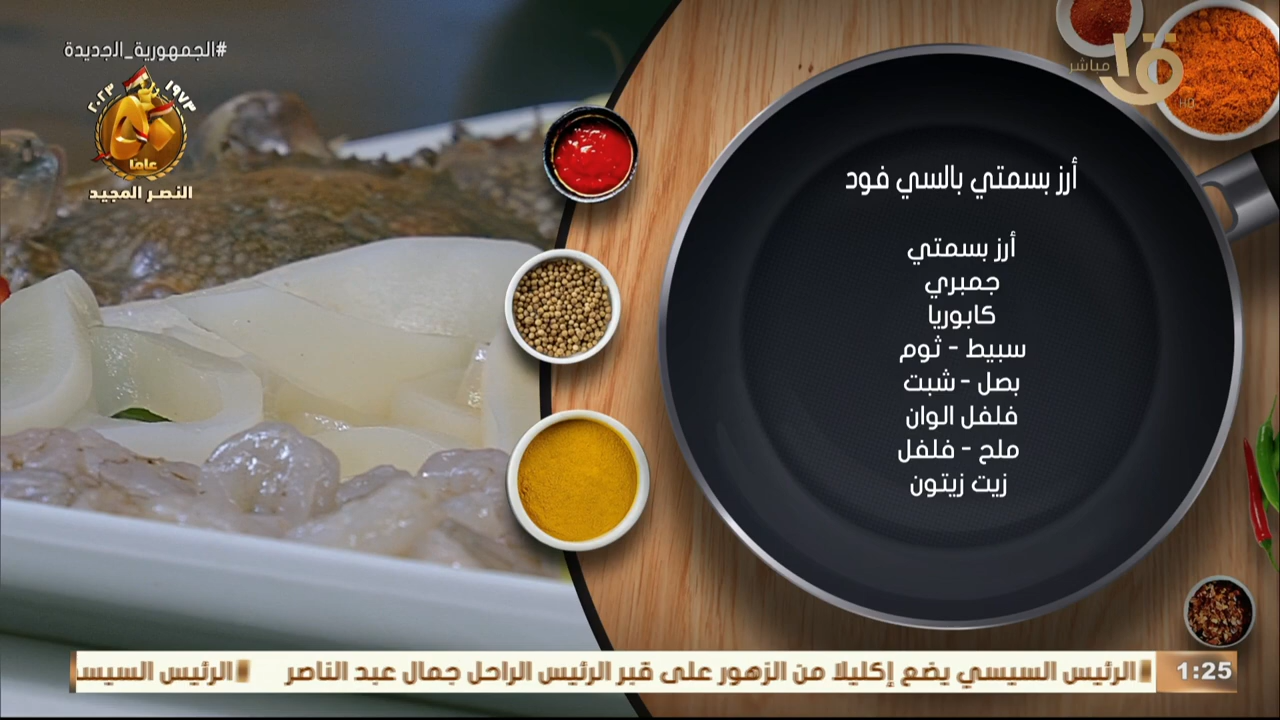 #الجمهورية_الجديدة
١٩٧٣
٢٠٢٣
٥٠
عاما
النصر المجيد
مباشر
HD
أرز بسمتي بالسي فود
أرز بسمتي
جمبري
كابوريا
سبيط - ثوم
بصل - شبت
فلفل الوان
ملح - فلفل
زيت زيتون
1:25
الرئيس السيسي يضع إكليلا من الزهور على قبر الرئيس الراحل جمال عبد الناصر
الرئيس السيس